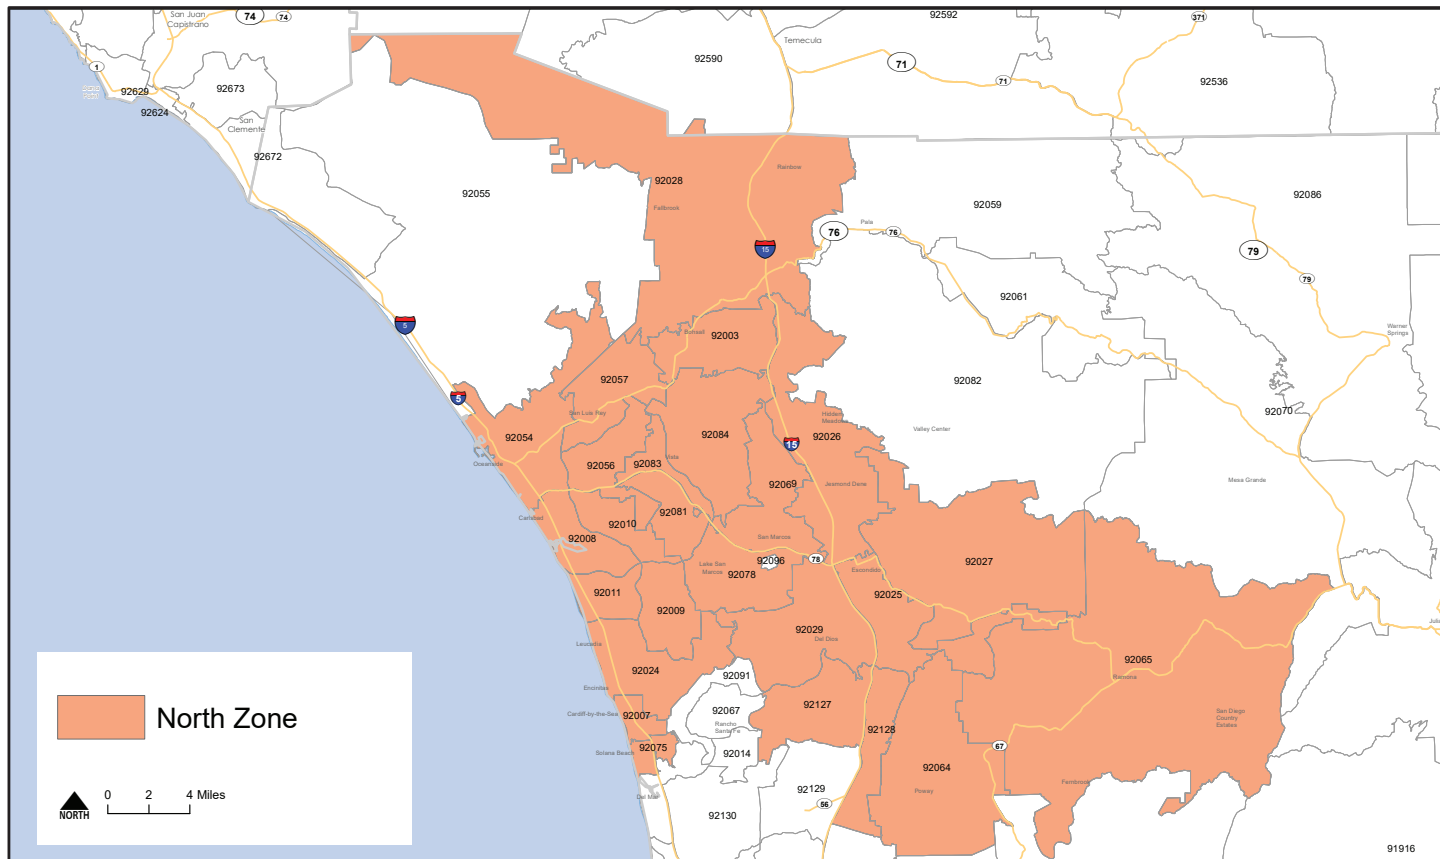 San Juan
Capistrano
74
74
92592
371
Temecula
1
92590
71
71
92536
92629
92673
92624
San
Clemente
92672
92055
92028
Rainbow
Fallbrook
92059
92086
Pala
76
76
79
15
79
92061
5
Bonsall
92003
Warner
Springs
92057
92082
5
San Luis Rey
Hidden
Meadows
92070
92054
92084
92026
Valley Center
15
Oceanside
92056
92083
Vista
92069
Jesmond Dene
Mesa Grande
Carlsbad
92010
92081
92008
San Marcos
92096
78
Lake San
Marcos
92078
Escondido
92027
92011
92009
92025
92029
Del Dios
Leucadia
92024
92065
Ramona
92091
Encinitas
92067
92127
Cardiff-by-the-Sea
92007
Rancho
Santa Fe
San Diego
Country
Estates
92128
Solana Beach
92075
92014
67
92064
Fernbrook
92129
Poway
Del Mar
56
92130
91916
North Zone
0 2 4 Miles
NORTH